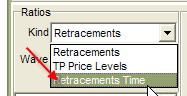 Ratios
Kind Retracements
Retracements
Wave TP Price Levels
Retracements Time